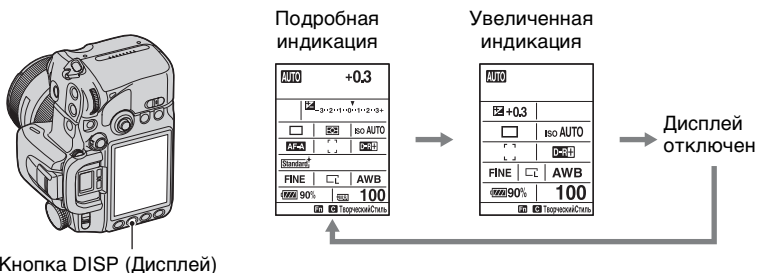 Подробная
индикация
Увеличенная
индикация
AUTO +0.3
-3··2··1··0··1··2··3+
ISO AUTO
AF-A D-R+
Standard
FINE L AWB
90% 100
Fn C ТворческийСтиль
AUTO
+0.3
ISO AUTO
D-R+
FINE L AWB
90% 100
Fn C ТворческийСтиль
Дисплей
отключен
Кнопка DISP (Дисплей)